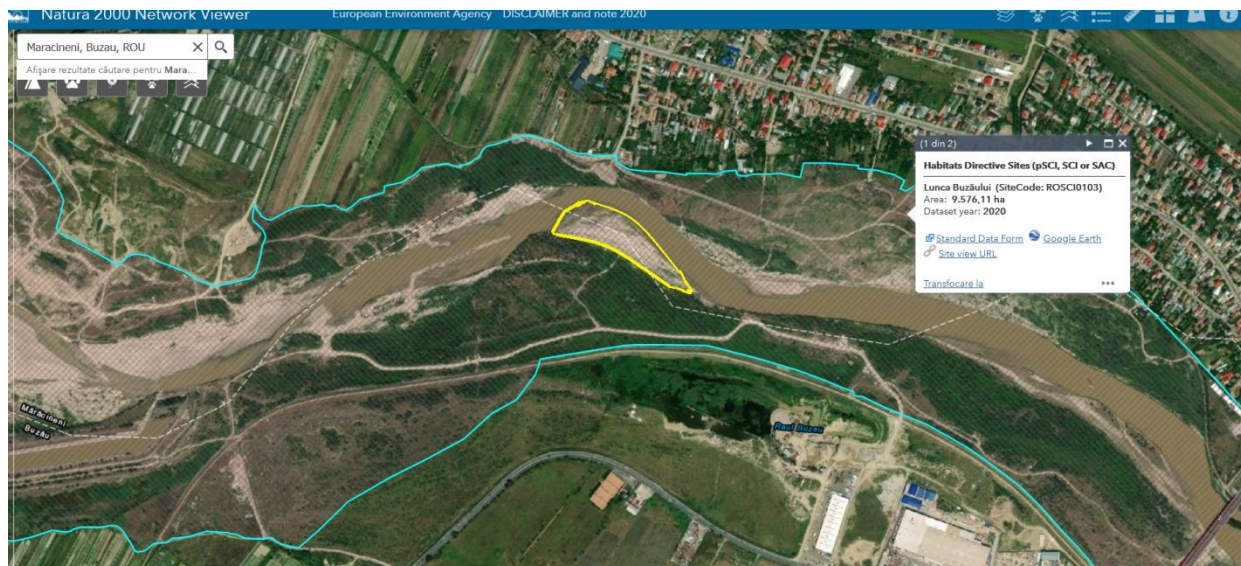 Natura 2000 Network Viewer
European Environment Agency DISCLAIMER and note 2020
Maracineni, Buzau, ROU
Afișare rezultate căutare pentru Mara...
(1 din 2)
Habitats Directive Sites (pSCI, SCI or SAC)
Lunca Buzăului (SiteCode: ROSCI0103)
Area: 9.576,11 ha
Dataset year: 2020
Standard Data Form Google Earth
Site view URL
Transfocare la
Mărăcineni
Buzău
Raul Buzau